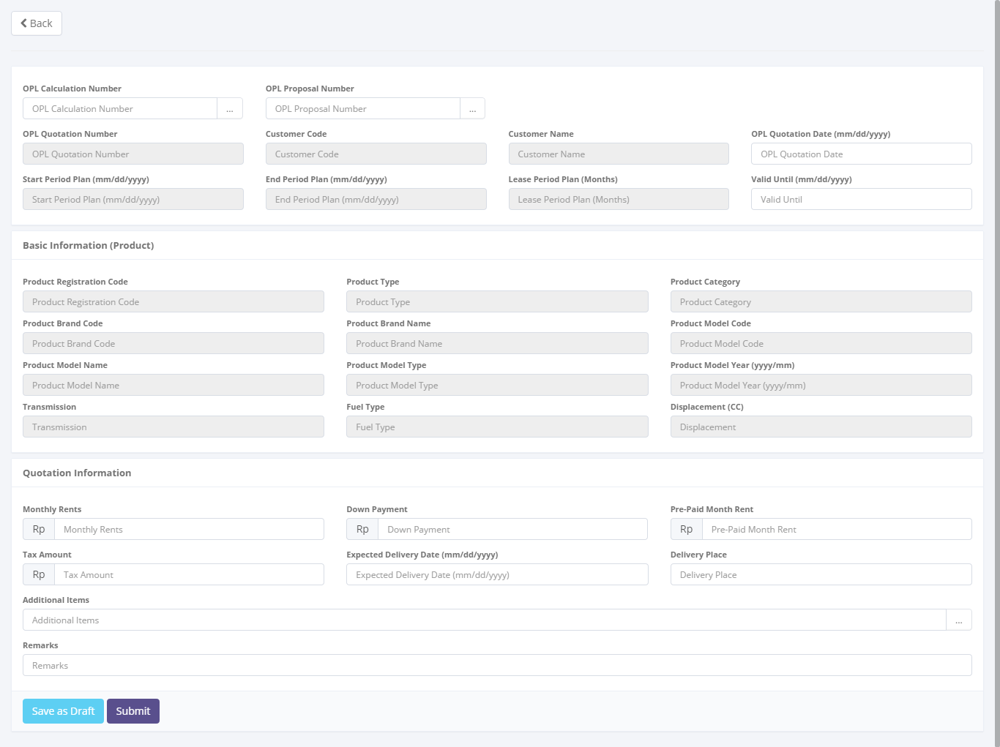 Back
OPL Calculation Number OPL Proposal Number
OPL Calculation Number ... OPL Proposal Number ...
OPL Quotation Number Customer Code Customer Name OPL Quotation Date (mm/dd/yyyy)
OPL Quotation Number Customer Code Customer Name OPL Quotation Date
Start Period Plan (mm/dd/yyyy) End Period Plan (mm/dd/yyyy) Lease Period Plan (Months) Valid Until (mm/dd/yyyy)
Start Period Plan (mm/dd/yyyy) End Period Plan (mm/dd/yyyy) Lease Period Plan (Months) Valid Until
Basic Information (Product)
Product Registration Code Product Type Product Category
Product Registration Code Product Type Product Category
Product Brand Code Product Brand Name Product Model Code
Product Brand Code Product Brand Name Product Model Code
Product Model Name Product Model Type Product Model Year (yyyy/mm)
Product Model Name Product Model Type Product Model Year (yyyy/mm)
Transmission Fuel Type Displacement (CC)
Transmission Fuel Type Displacement
Quotation Information
Monthly Rents Down Payment Pre-Paid Month Rent
Rp Monthly Rents Rp Down Payment Rp Pre-Paid Month Rent
Tax Amount Expected Delivery Date (mm/dd/yyyy) Delivery Place
Rp Tax Amount Expected Delivery Date (mm/dd/yyyy) Delivery Place
Additional Items
Additional Items ...
Remarks
Remarks
Save as Draft Submit